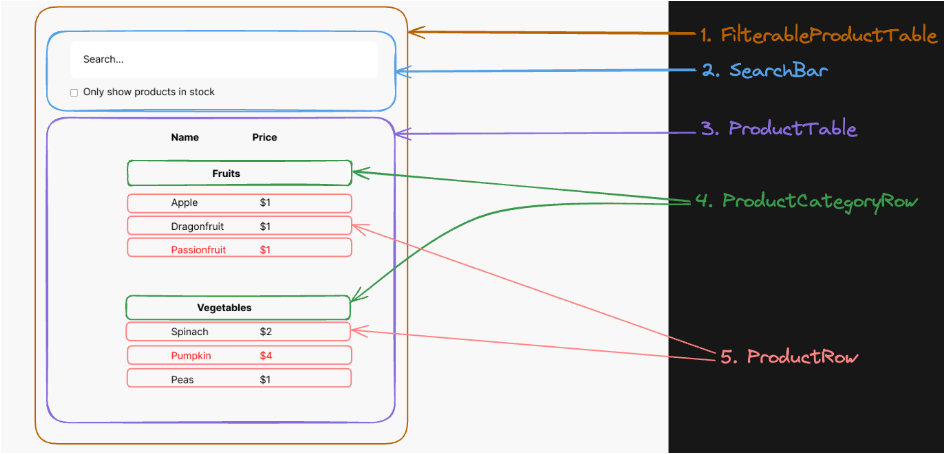 1. FilterableProductTable
Search...
2. SearchBar
Only show products in stock
3. ProductTable
Name Price
Fruits
4. ProductCategoryRow
Apple $1
Dragonfruit $1
Passionfruit $1
Vegetables
Spinach $2
Pumpkin $4
5. ProductRow
Peas $1